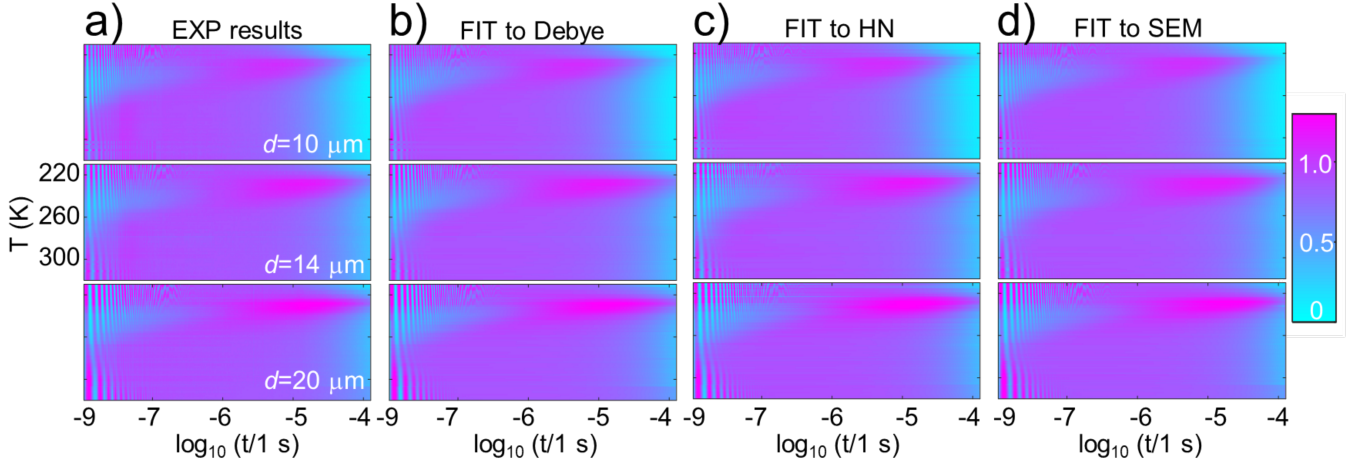 a) EXP results
b) FIT to Debye
c) FIT to HN
d) FIT to SEM
d=10 μm
220
260
300
T (K)
d=14 μm
d=20 μm
1.0
0.5
0
-9 -7 -6 -5 -4
-9 -7 -6 -5 -4
-9 -7 -6 -5 -4
-9 -7 -6 -5 -4
log₁₀ (t/1 s)
log₁₀ (t/1 s)
log₁₀ (t/1 s)
log₁₀ (t/1 s)